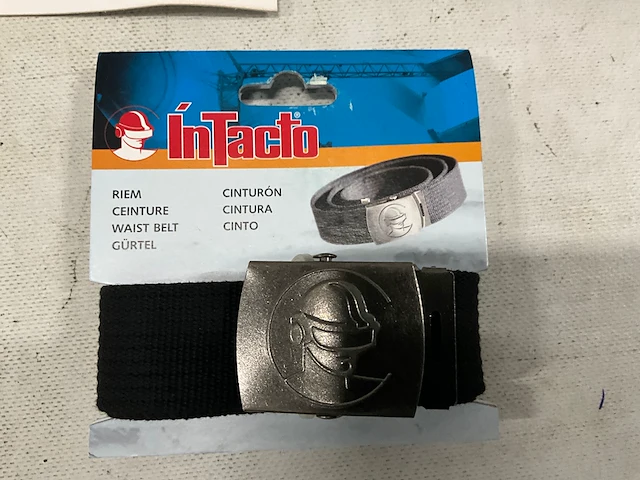 ÍnTacto®
RIEM
CEINTURE
WAIST BELT
GÜRTEL
CINTURÓN
CINTURA
CINTO